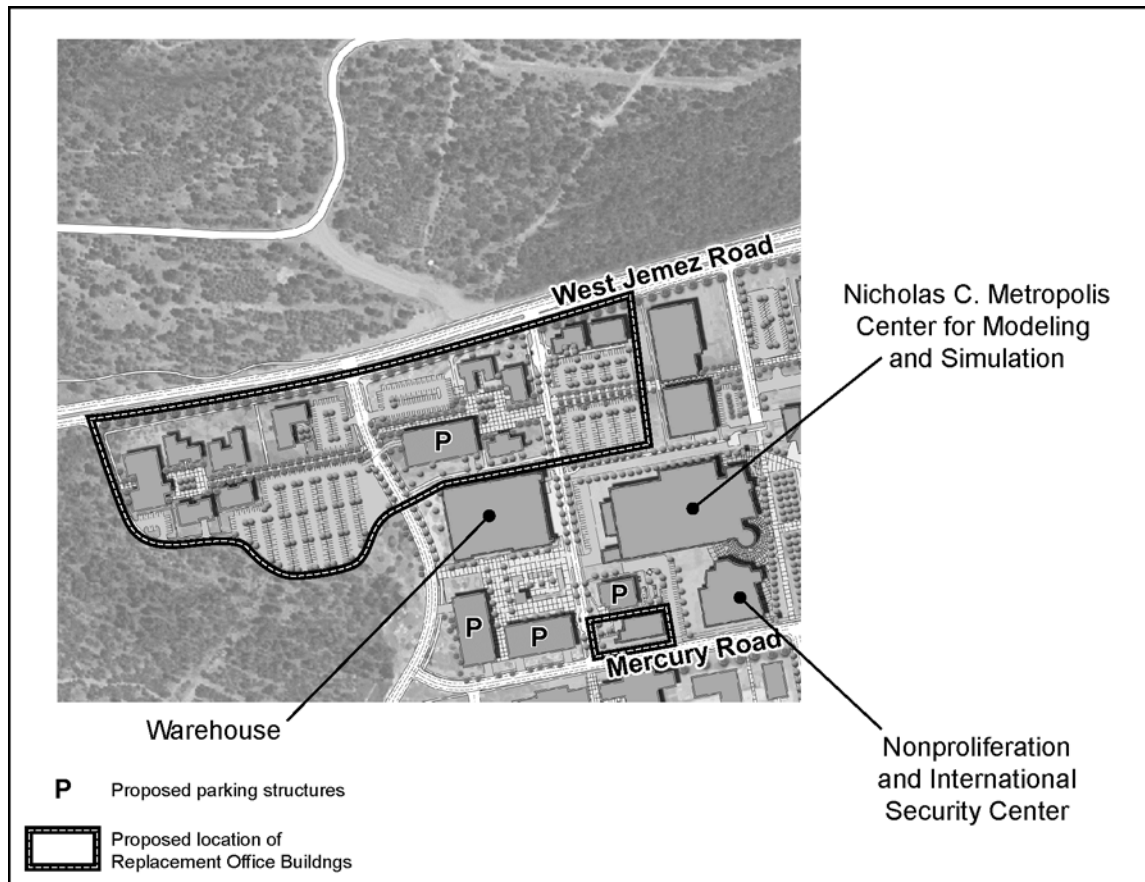 West Jemez Road
Nicholas C. Metropolis
Center for Modeling
and Simulation
P
P
P
P
Mercury Road
Warehouse
Nonproliferation
and International
Security Center
P Proposed parking structures
Proposed location of
Replacement Office Buildngs